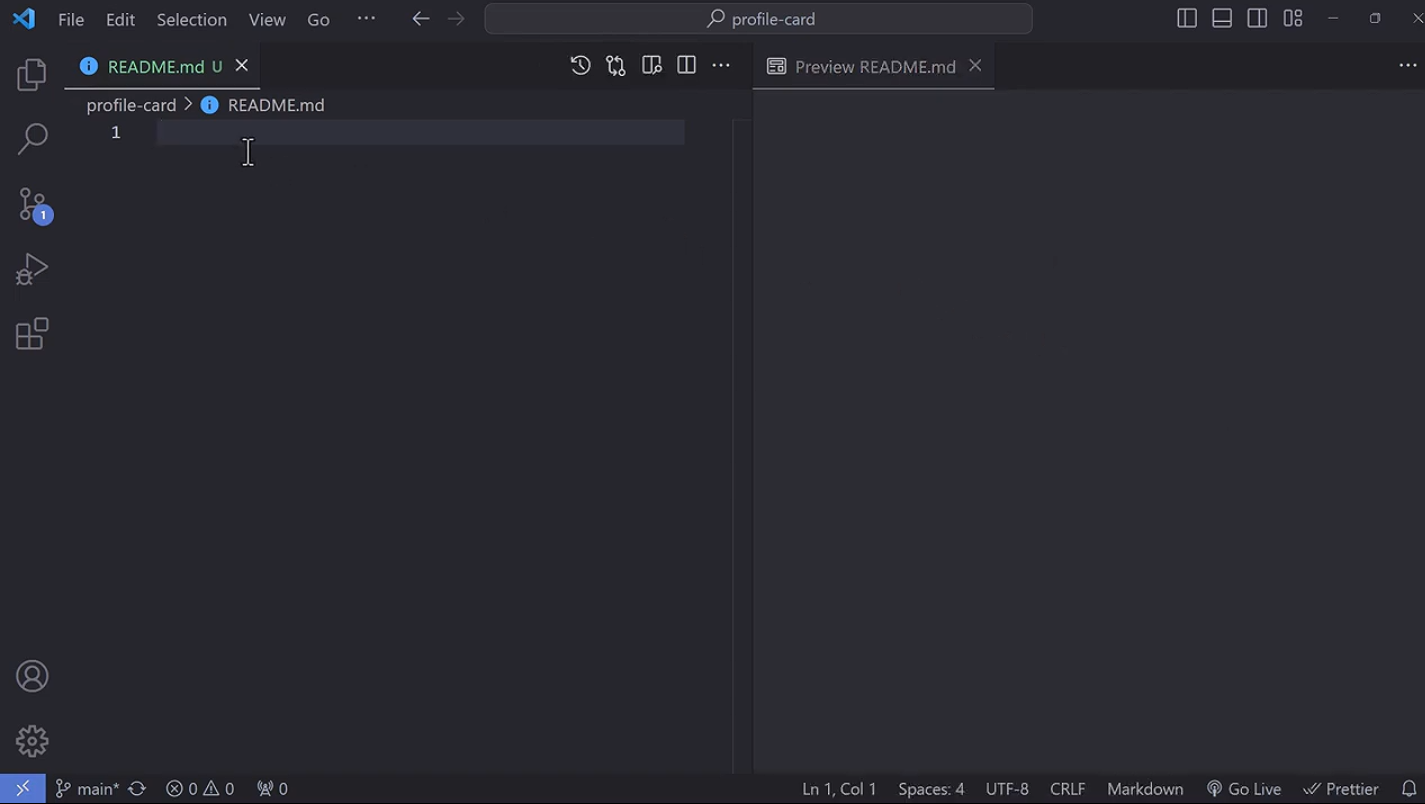 File Edit Selection View Go ··· profile-card
README.md U Preview README.md
profile-card > README.md
1
1
main* 0 0 0 Ln 1, Col 1 Spaces: 4 UTF-8 CRLF Markdown Go Live Prettier